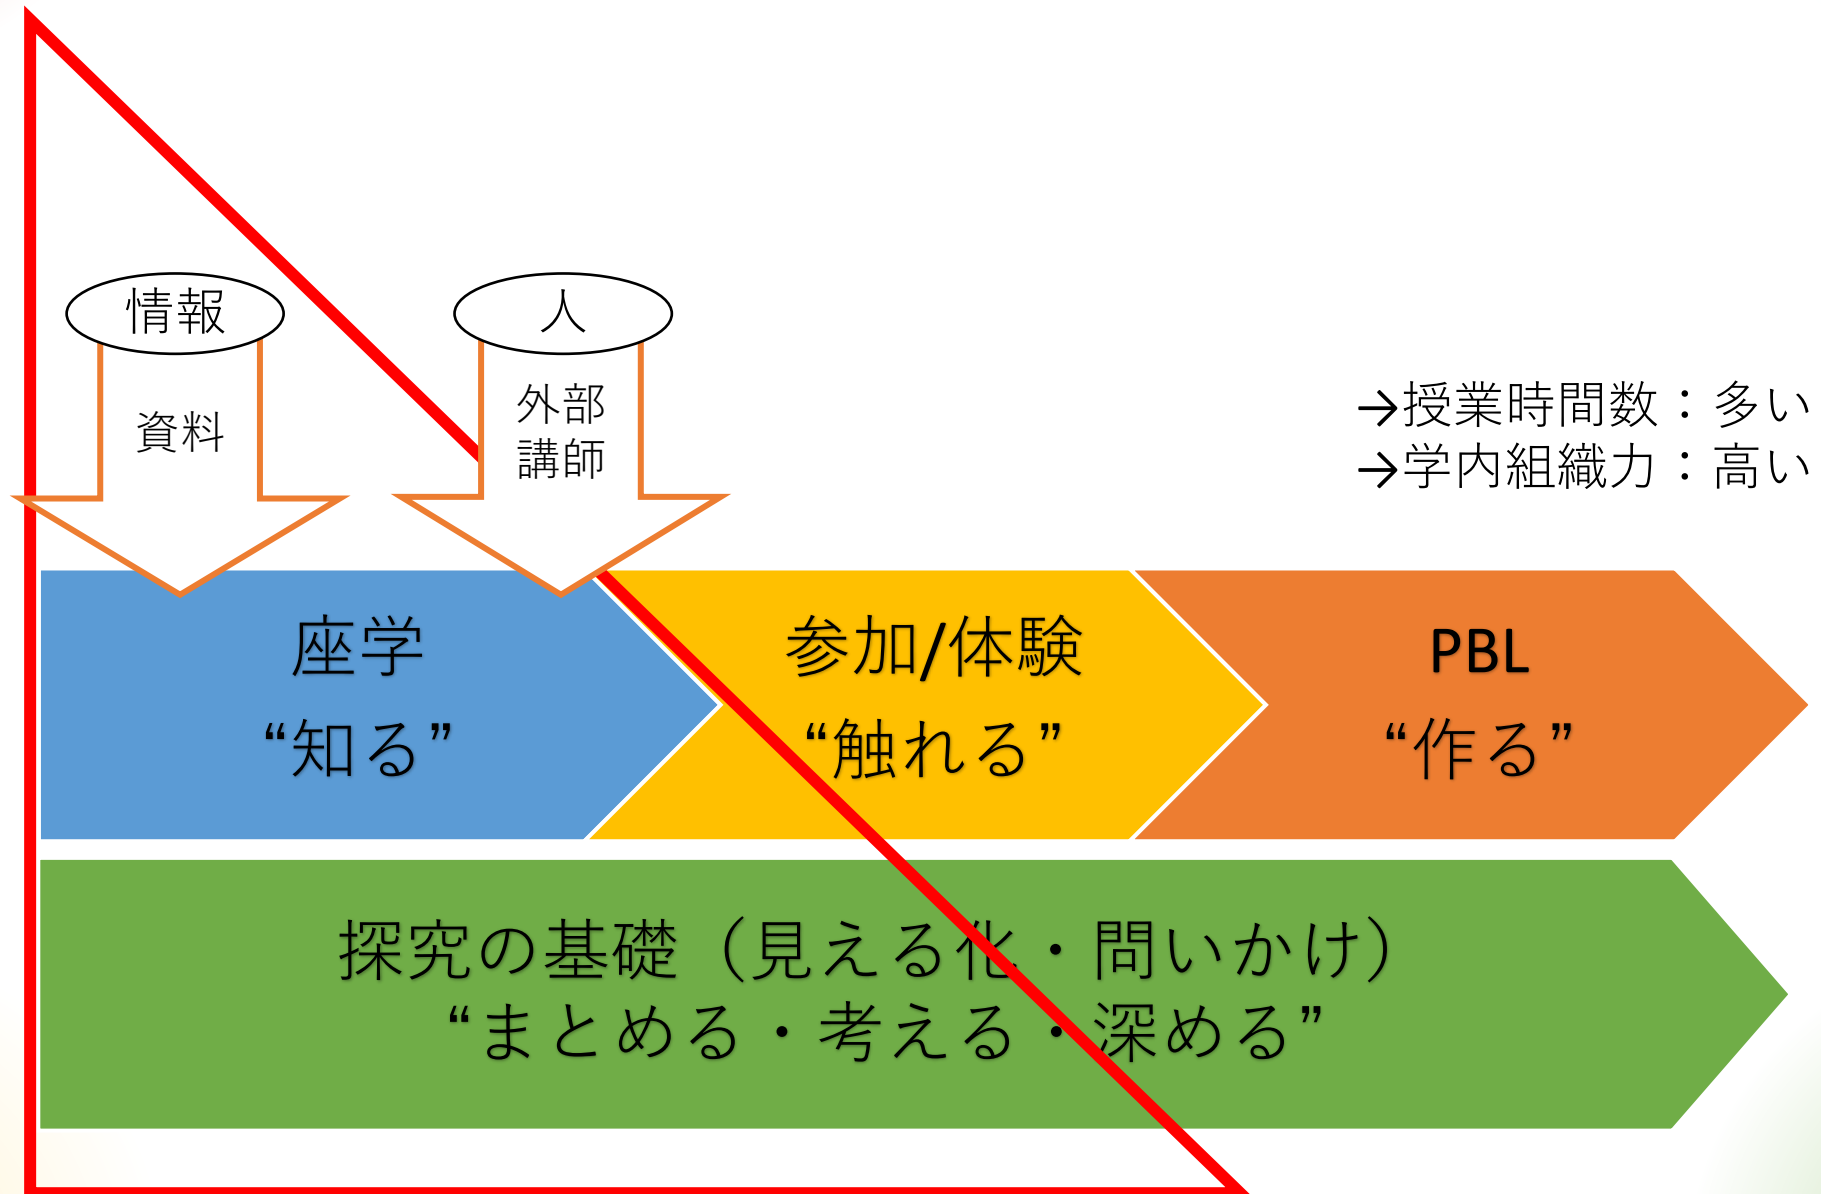 情報
人
資料
外部
講師
→授業時間数：多い
→学内組織力：高い
座学
“知る”
参加/体験
“触れる”
PBL
“作る”
探究の基礎（見える化・問いかけ）
“まとめる・考える・深める”